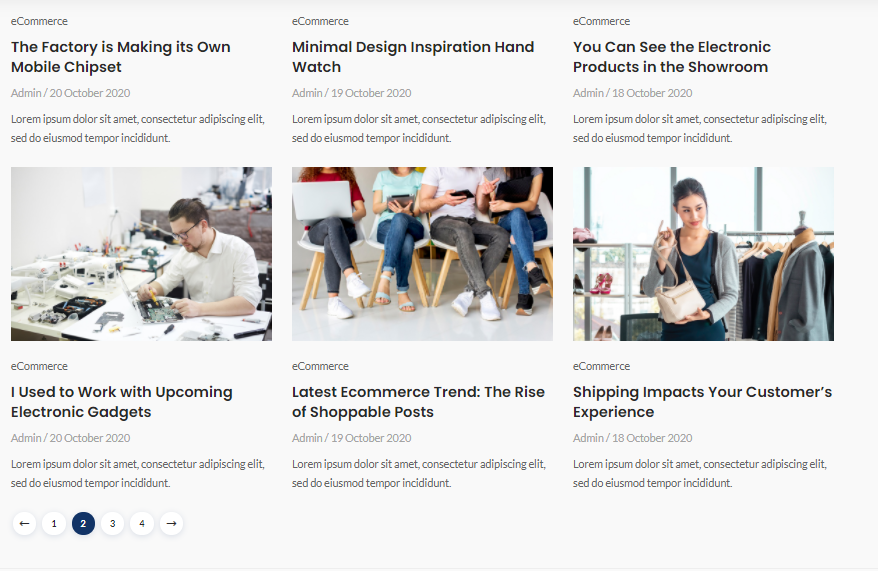 eCommerce
The Factory is Making its Own
Mobile Chipset
Admin / 20 October 2020
Lorem ipsum dolor sit amet, consectetur adipiscing elit,
sed do eiusmod tempor incididunt.
eCommerce
Minimal Design Inspiration Hand
Watch
Admin / 19 October 2020
Lorem ipsum dolor sit amet, consectetur adipiscing elit,
sed do eiusmod tempor incididunt.
eCommerce
You Can See the Electronic
Products in the Showroom
Admin / 18 October 2020
Lorem ipsum dolor sit amet, consectetur adipiscing elit,
sed do eiusmod tempor incididunt.
eCommerce
I Used to Work with Upcoming
Electronic Gadgets
Admin / 20 October 2020
Lorem ipsum dolor sit amet, consectetur adipiscing elit,
sed do eiusmod tempor incididunt.
eCommerce
Latest Ecommerce Trend: The Rise
of Shoppable Posts
Admin / 19 October 2020
Lorem ipsum dolor sit amet, consectetur adipiscing elit,
sed do eiusmod tempor incididunt.
eCommerce
Shipping Impacts Your Customer’s
Experience
Admin / 18 October 2020
Lorem ipsum dolor sit amet, consectetur adipiscing elit,
sed do eiusmod tempor incididunt.
← 1 2 3 4 →